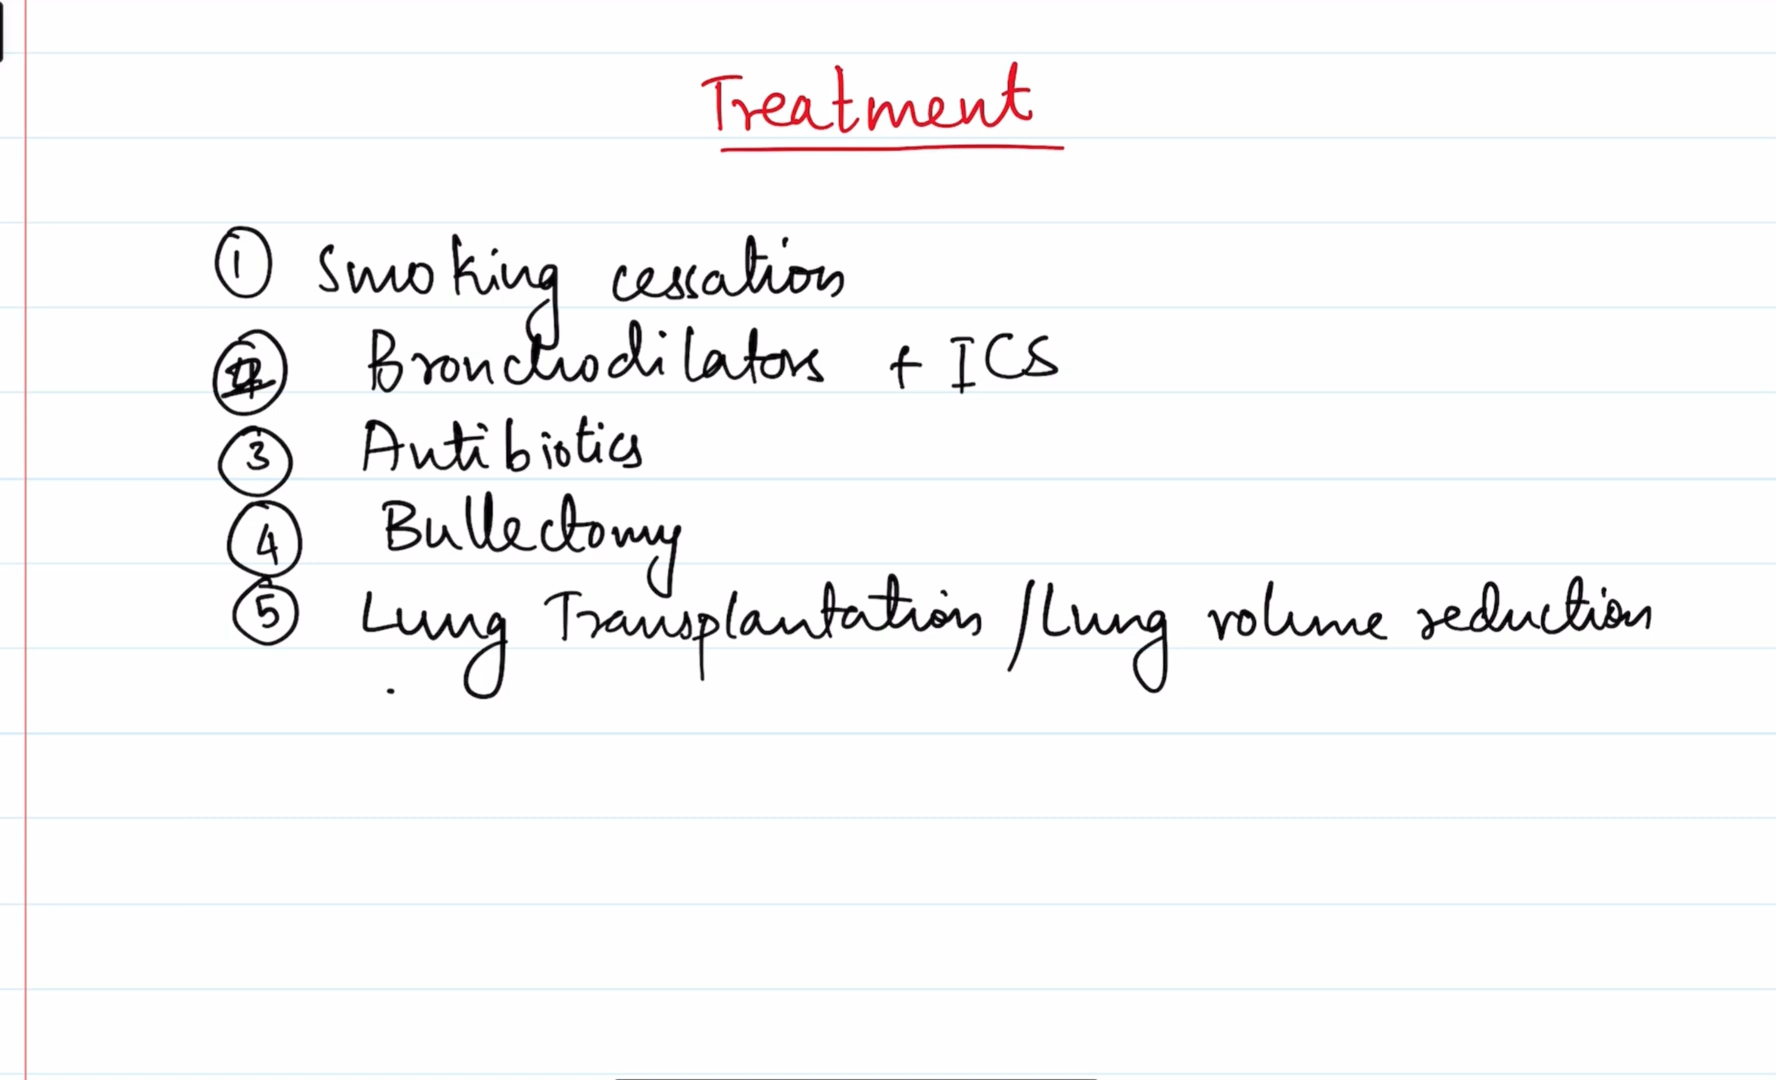 Treatment
① Smoking cessation
② Bronchodilators + ICS
③ Antibiotics
④ Bullectomy
⑤ Lung Transplantation / Lung volume reduction